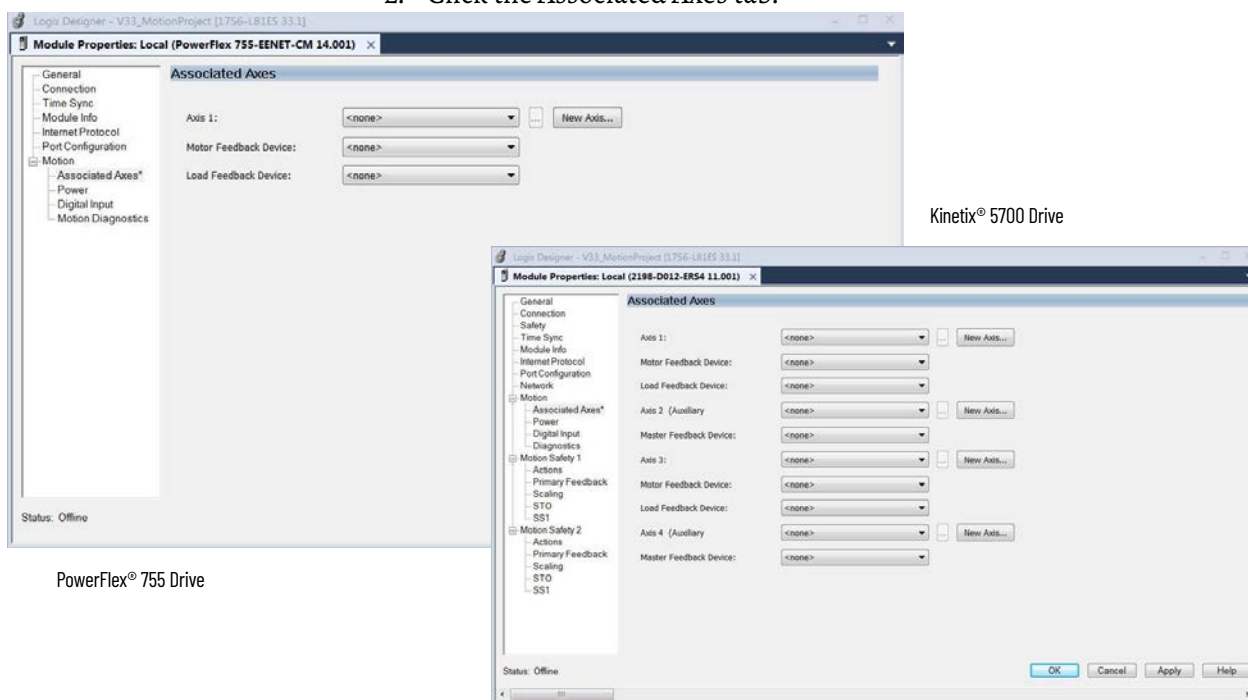 2. Click the Associated Axes tab.
Logix Designer - V33_MotionProject [1756-L81ES 33.1]
Module Properties: Local (PowerFlex 755-EENET-CM 14.001) ×
General
Connection
Time Sync
Module Info
Internet Protocol
Port Configuration
Motion
Associated Axes*
Power
Digital Input
Motion Diagnostics
Associated Axes
Axis 1: <none> ... New Axis...
Motor Feedback Device: <none>
Load Feedback Device: <none>
Status: Offline
PowerFlex® 755 Drive
Kinetix® 5700 Drive
Logix Designer - V33_MotionProject [1756-L81ES 33.1]
Module Properties: Local (2198-D012-ERS4 11.001) ×
General
Connection
Safety
Time Sync
Module Info
Internet Protocol
Port Configuration
Network
Motion
Associated Axes*
Power
Digital Input
Diagnostics
Motion Safety 1
Actions
Primary Feedback
Scaling
STO
SS1
Motion Safety 2
Actions
Primary Feedback
Scaling
STO
SS1
Associated Axes
Axis 1: <none> ... New Axis...
Motor Feedback Device: <none>
Load Feedback Device: <none>
Axis 2 (Auxiliary <none> ... New Axis...
Master Feedback Device: <none>
Axis 3: <none> ... New Axis...
Motor Feedback Device: <none>
Load Feedback Device: <none>
Axis 4 (Auxiliary <none> ... New Axis...
Master Feedback Device: <none>
Status: Offline
OK Cancel Apply Help